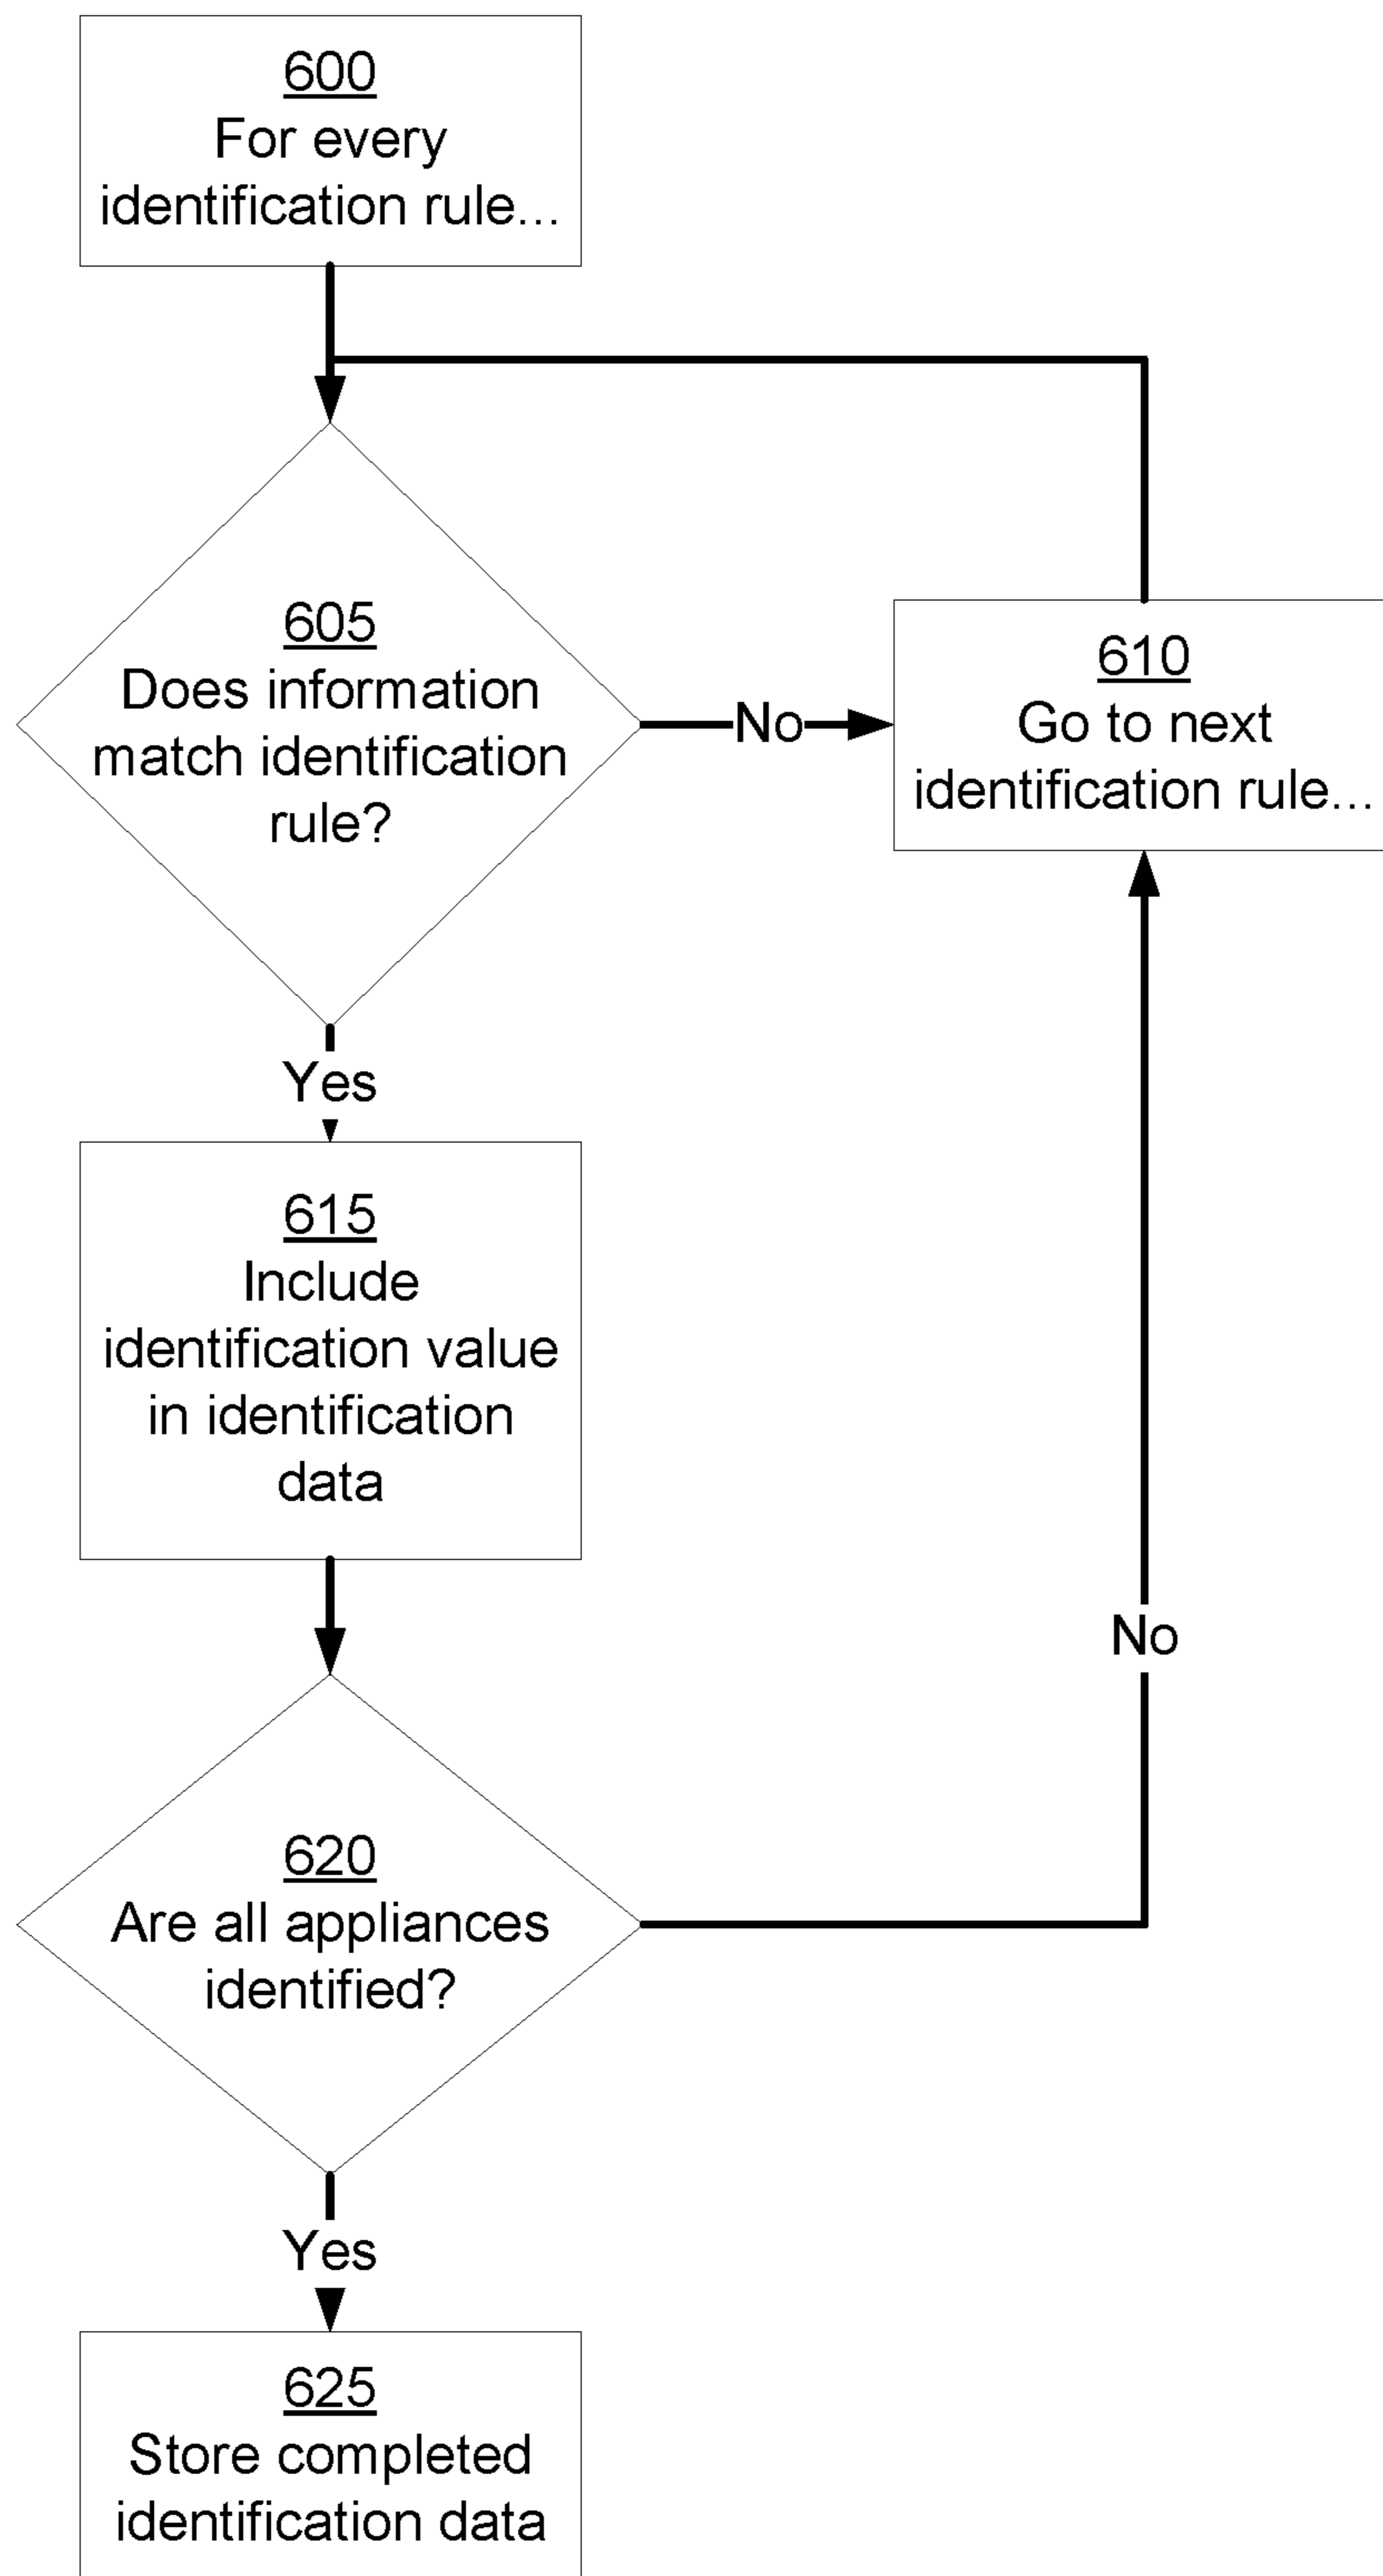 600
For every
identification rule...
605
Does information
match identification
rule?
No
610
Go to next
identification rule...
Yes
615
Include
identification value
in identification
data
No
620
Are all appliances
identified?
Yes
625
Store completed
identification data